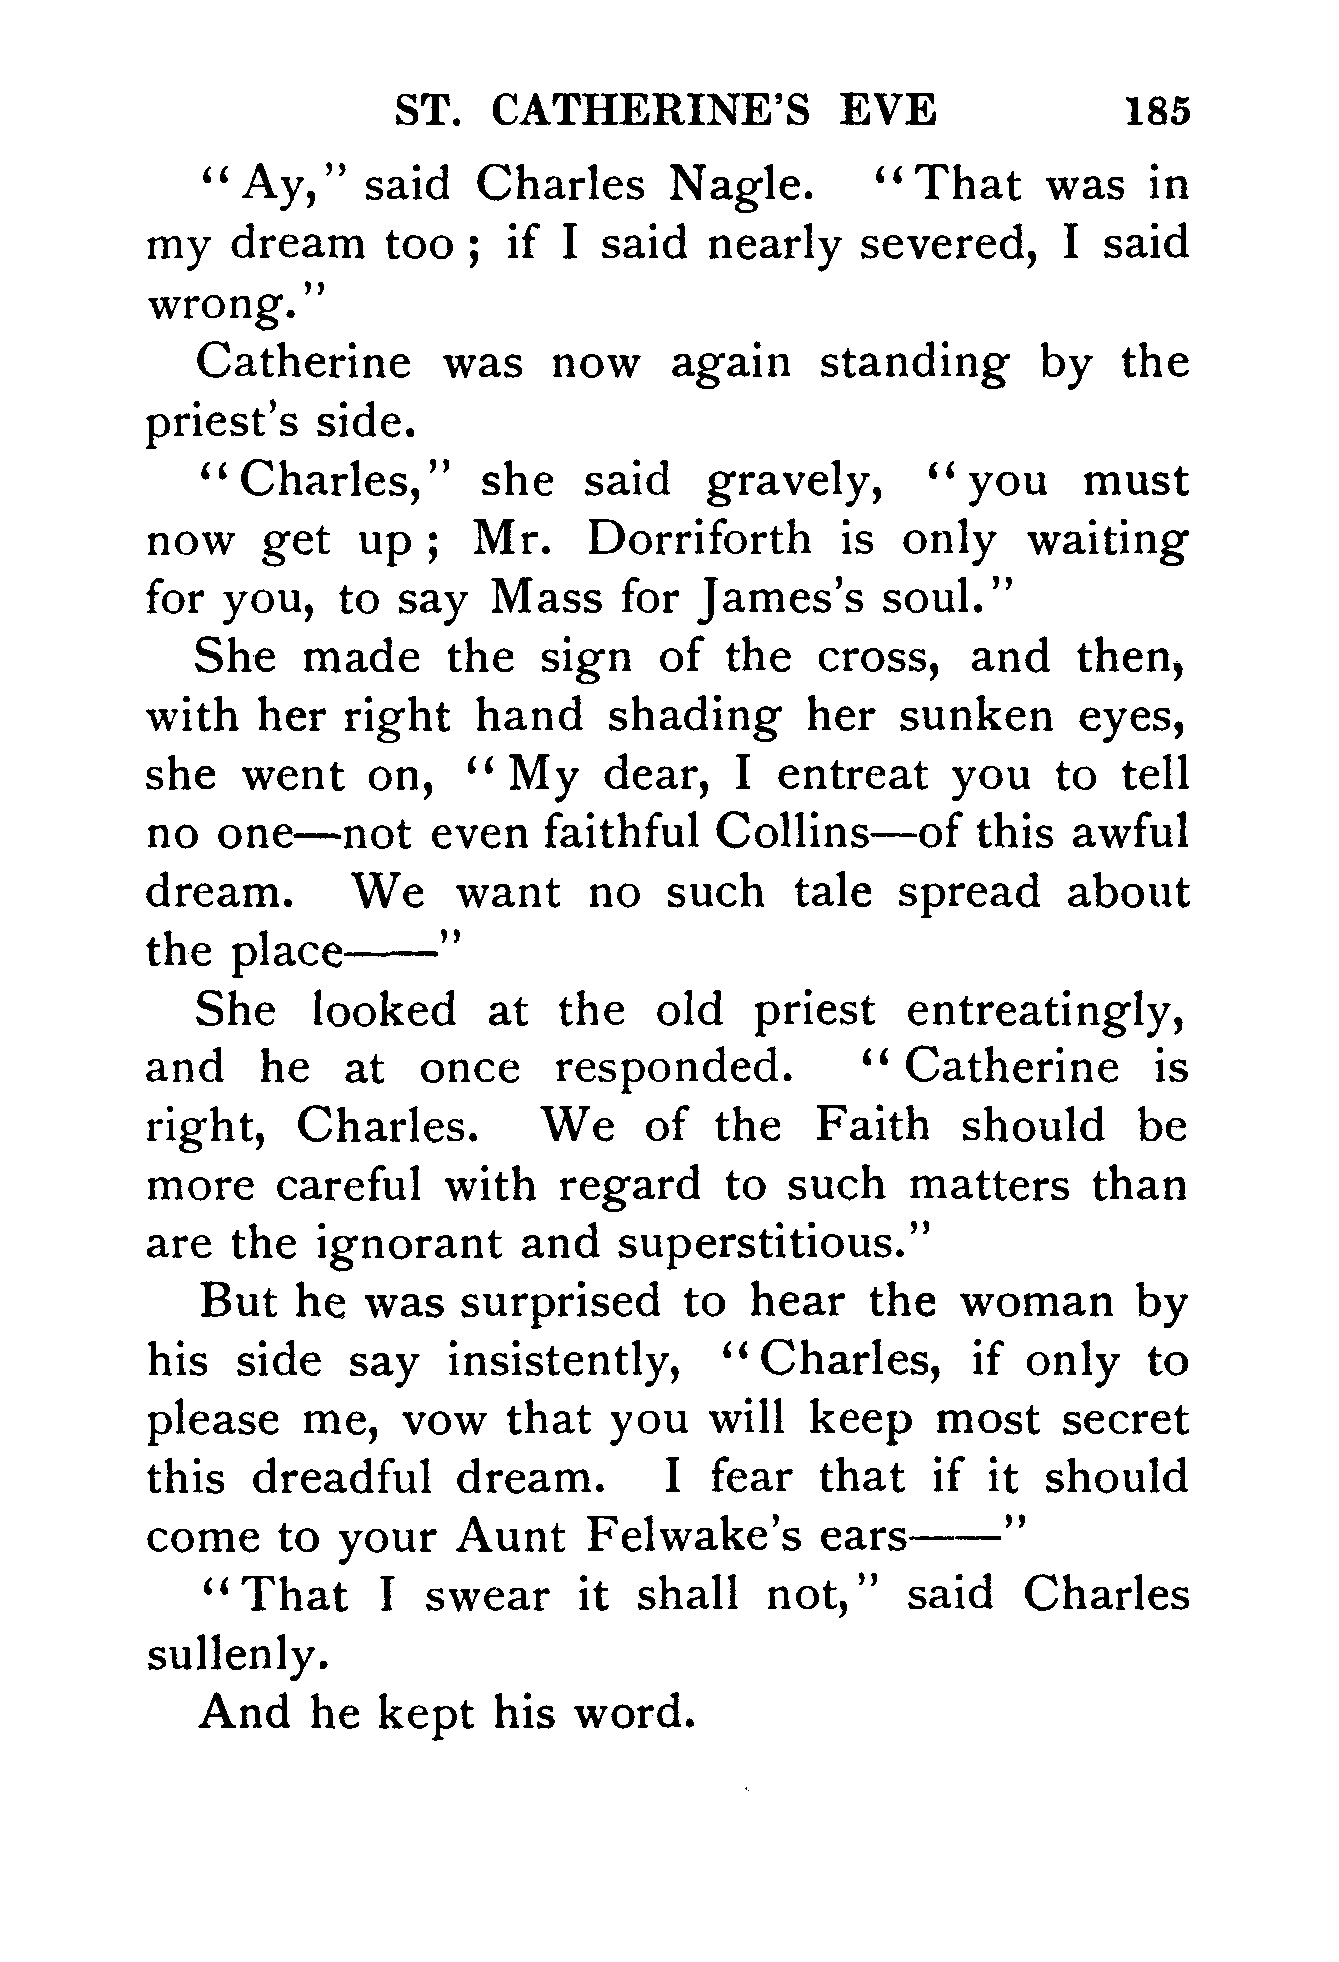 ST. CATHERINE'S EVE 185
“Ay,” said Charles Nagle. “That was in
my dream too ; if I said nearly severed, I said
wrong.”
Catherine was now again standing by the
priest's side.
“Charles,” she said gravely, “you must
now get up ; Mr. Dorriforth is only waiting
for you, to say Mass for James's soul.”
She made the sign of the cross, and then,
with her right hand shading her sunken eyes,
she went on, “My dear, I entreat you to tell
no one—not even faithful Collins—of this awful
dream. We want no such tale spread about
the place——”
She looked at the old priest entreatingly,
and he at once responded. “Catherine is
right, Charles. We of the Faith should be
more careful with regard to such matters than
are the ignorant and superstitious.”
But he was surprised to hear the woman by
his side say insistently, “Charles, if only to
please me, vow that you will keep most secret
this dreadful dream. I fear that if it should
come to your Aunt Felwake's ears——”
“That I swear it shall not,” said Charles
sullenly.
And he kept his word.